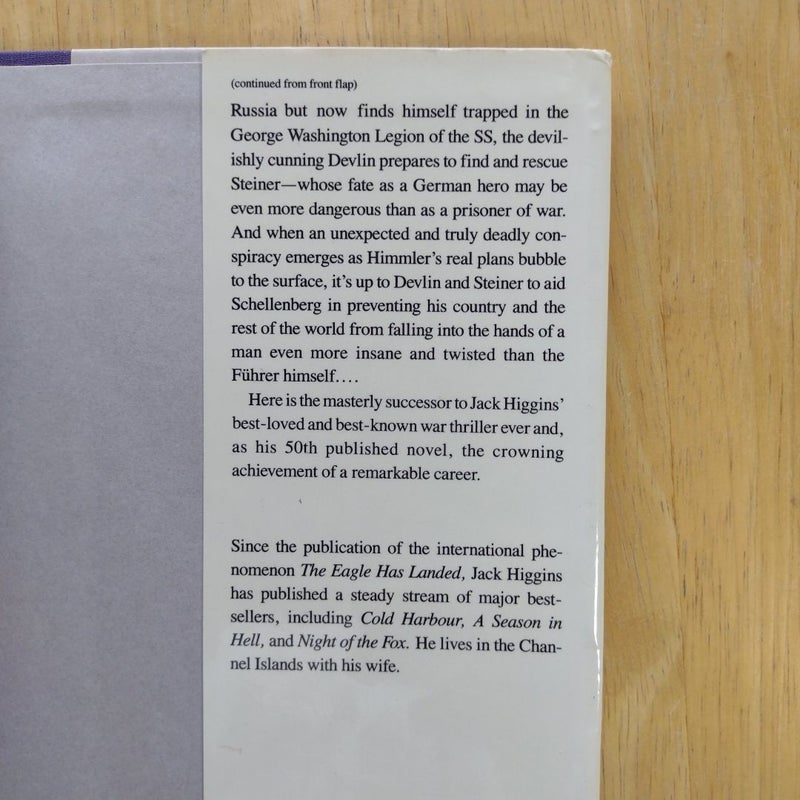 (continued from front flap)
Russia but now finds himself trapped in the
George Washington Legion of the SS, the devil-
ishly cunning Devlin prepares to find and rescue
Steiner—whose fate as a German hero may be
even more dangerous than as a prisoner of war.
And when an unexpected and truly deadly con-
spiracy emerges as Himmler's real plans bubble
to the surface, it's up to Devlin and Steiner to aid
Schellenberg in preventing his country and the
rest of the world from falling into the hands of a
man even more insane and twisted than the
Führer himself....
Here is the masterly successor to Jack Higgins'
best-loved and best-known war thriller ever and,
as his 50th published novel, the crowning
achievement of a remarkable career.
Since the publication of the international phe-
nomenon The Eagle Has Landed, Jack Higgins
has published a steady stream of major best-
sellers, including Cold Harbour, A Season in
Hell, and Night of the Fox. He lives in the Chan-
nel Islands with his wife.